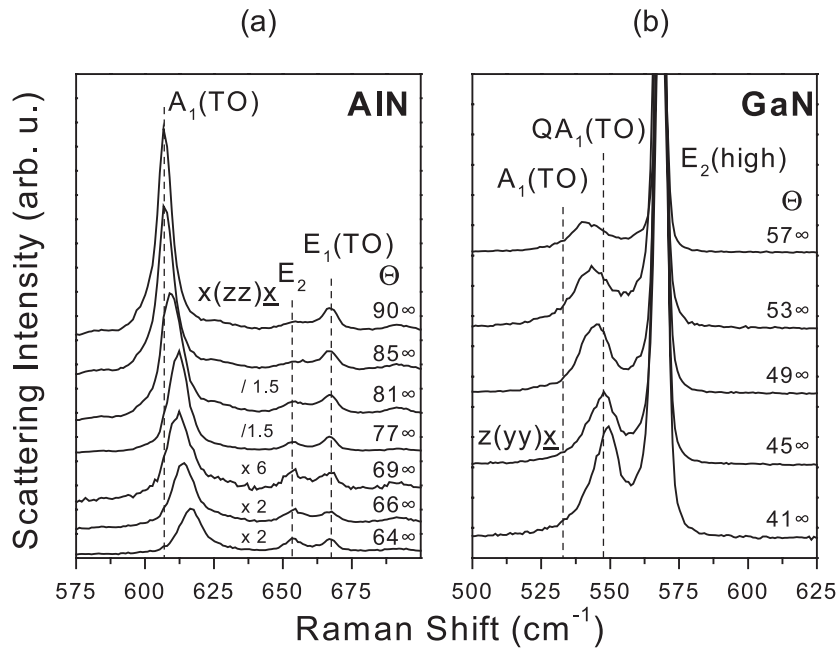 (a)
(b)
Scattering Intensity (arb. u.)
A₁(TO)
AlN
x(zz)x̲
E₂
E₁(TO)
Θ
90∞
85∞
/ 1.5
81∞
/1.5
77∞
x 6
69∞
x 2
66∞
x 2
64∞
575 600 625 650 675
GaN
QA₁(TO)
A₁(TO)
E₂(high)
Θ
57∞
53∞
49∞
z(yy)x̲
45∞
41∞
500 525 550 575 600 625
Raman Shift (cm⁻¹)